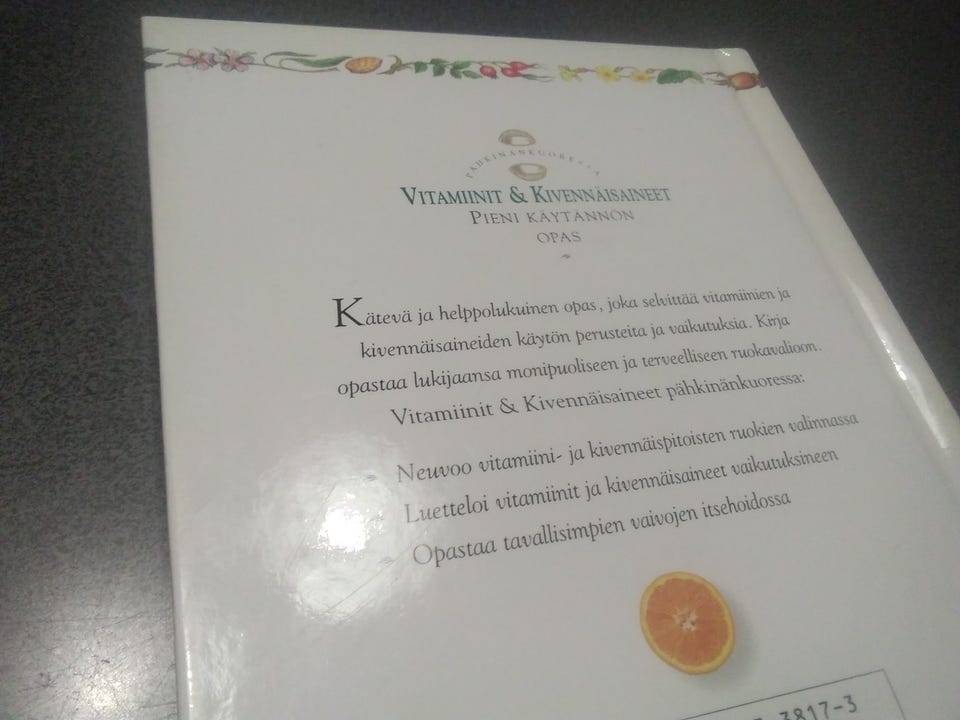 PÄHKINÄNKUORESSA
VITAMIINIT & KIVENNÄISAINEET
PIENI KÄYTÄNNÖN
OPAS
Kätevä ja helppolukuinen opas, joka selvittää vitamiinien ja
kivennäisaineiden käytön perusteita ja vaikutuksia. Kirja
opastaa lukijaansa monipuoliseen ja terveelliseen ruokavalioon.
Vitamiinit & Kivennäisaineet pähkinänkuoressa:
Neuvoo vitamiini- ja kivennäispitoisten ruokien valinnassa
Luetteloi vitamiinit ja kivennäisaineet vaikutuksineen
Opastaa tavallisimpien vaivojen itsehoidossa
3817-3